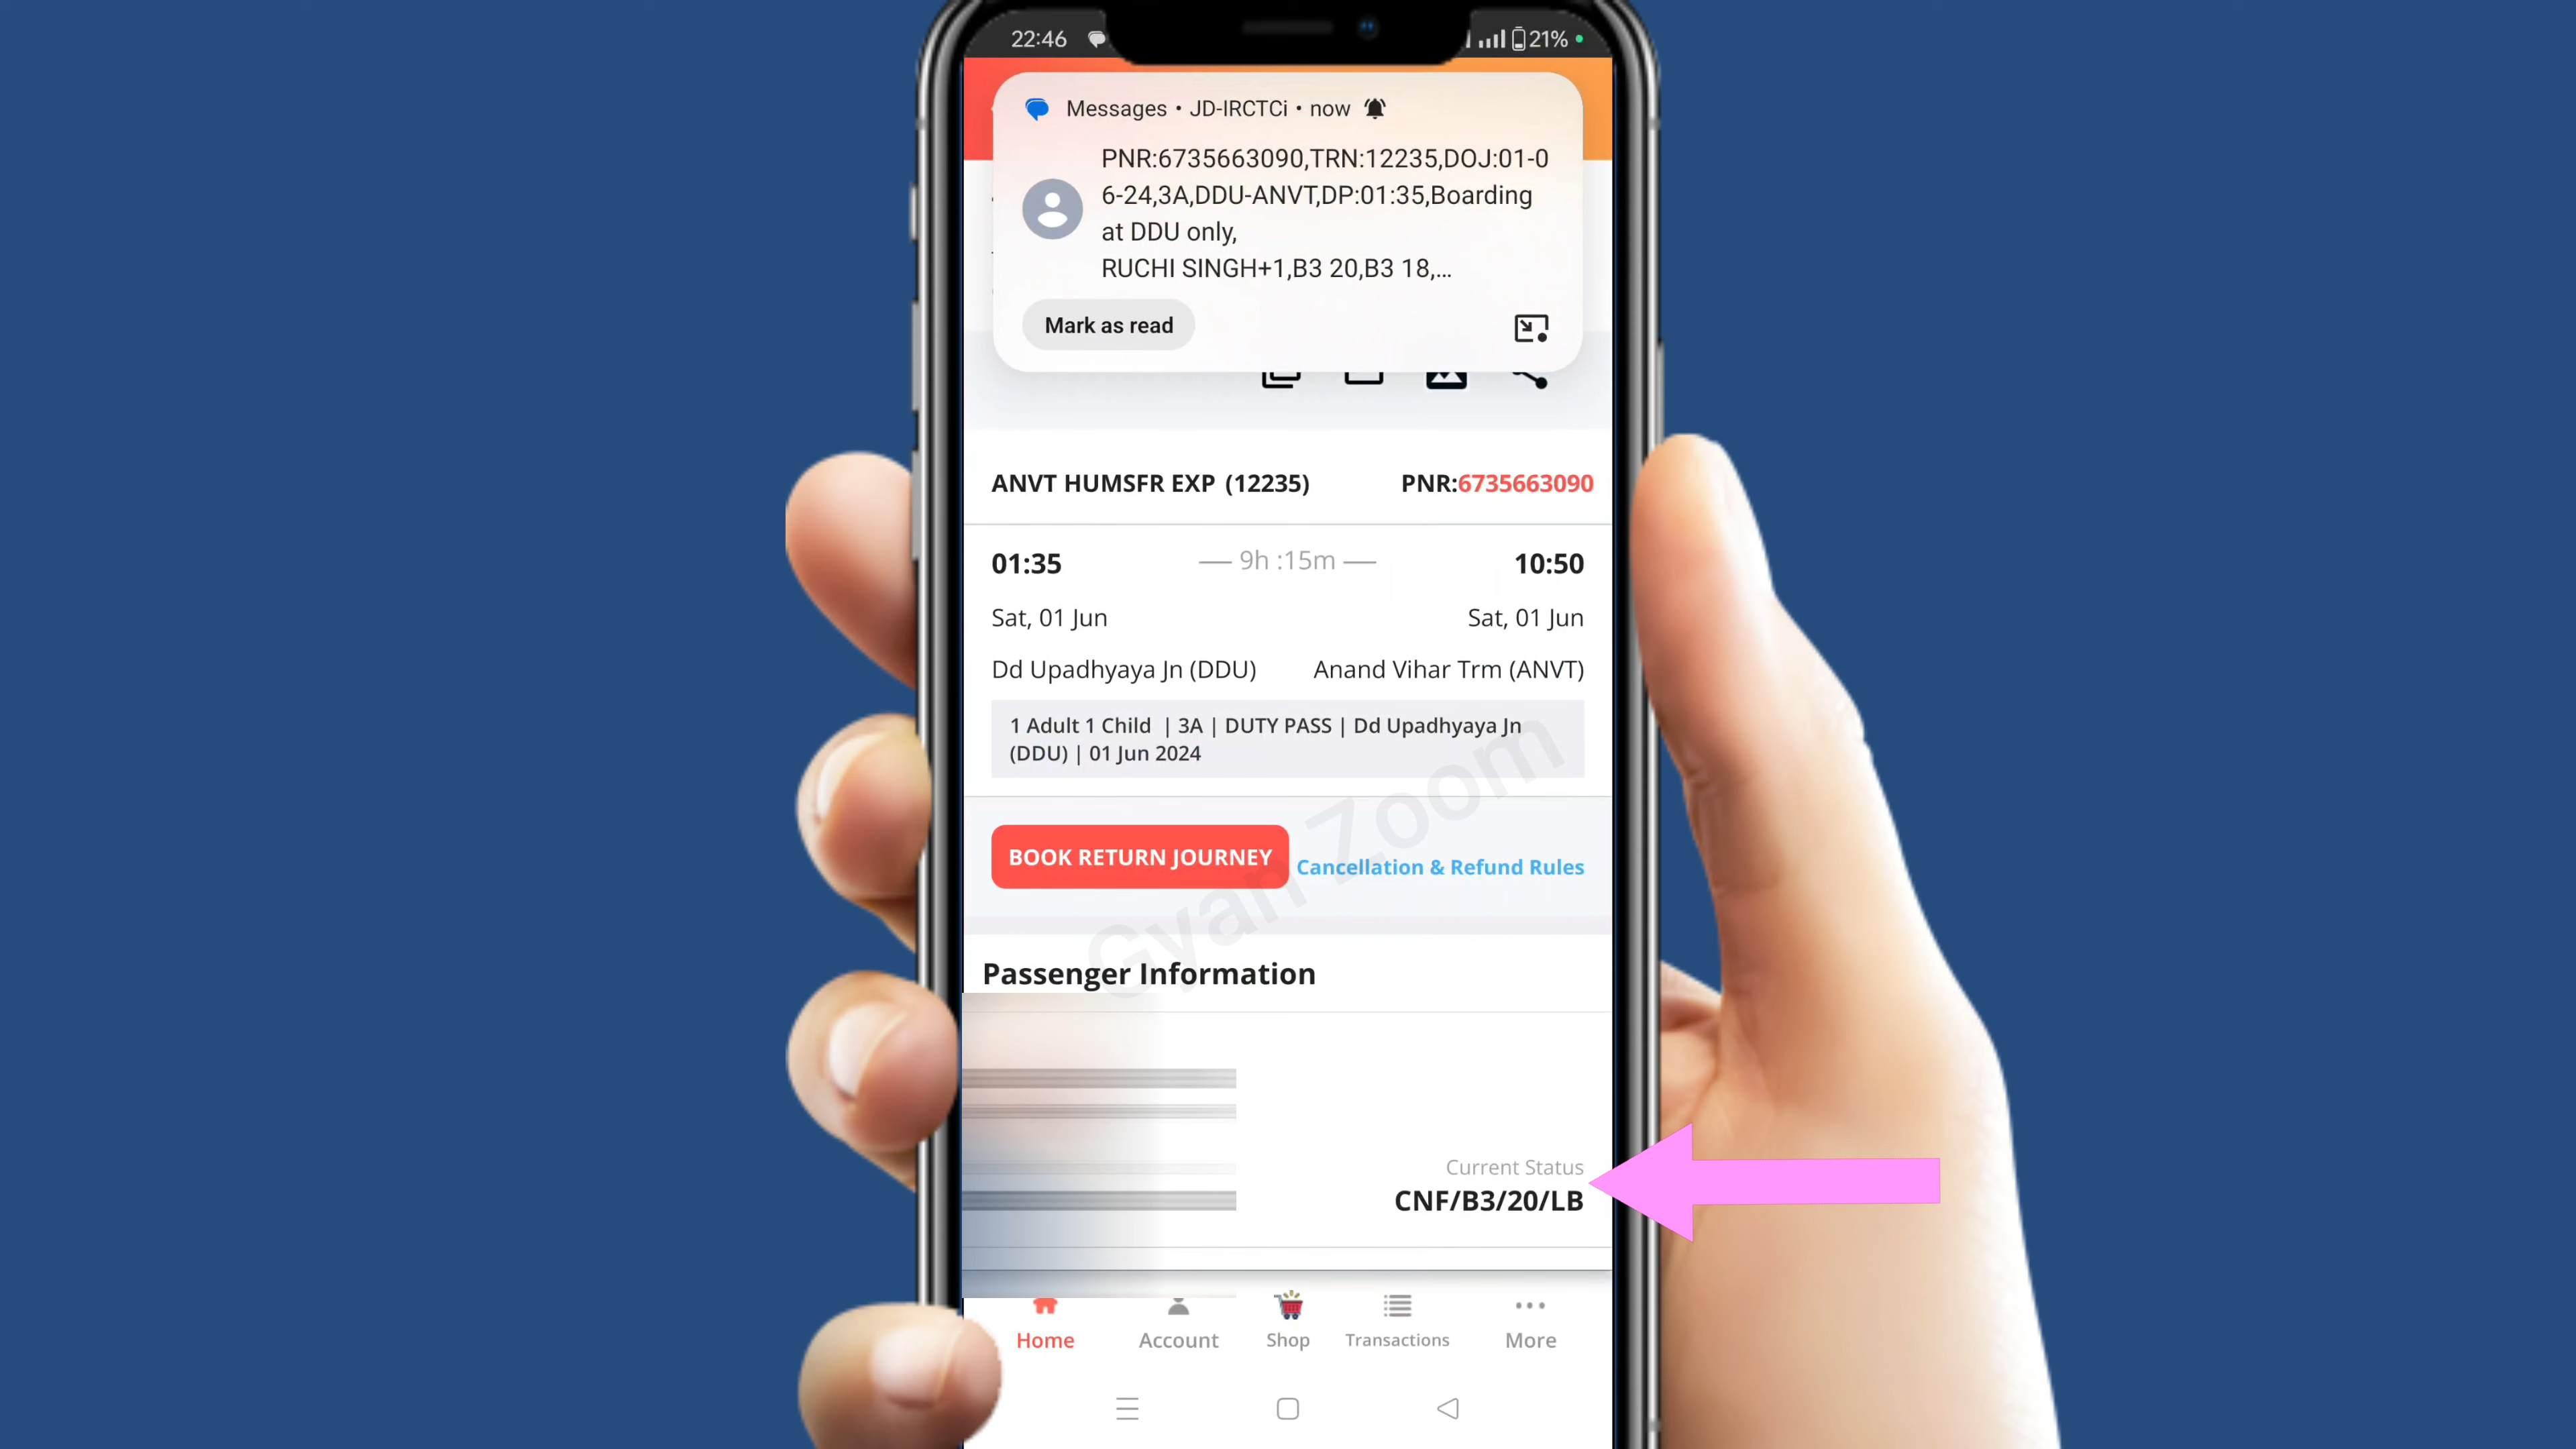 22:46
21%
Messages • JD-IRCTCi • now
PNR:6735663090,TRN:12235,DOJ:01-0
6-24,3A,DDU-ANVT,DP:01:35,Boarding
at DDU only,
RUCHI SINGH+1,B3 20,B3 18,...
Mark as read
ANVT HUMSFR EXP (12235) PNR:6735663090
01:35 — 9h :15m — 10:50
Sat, 01 Jun Sat, 01 Jun
Dd Upadhyaya Jn (DDU) Anand Vihar Trm (ANVT)
1 Adult 1 Child | 3A | DUTY PASS | Dd Upadhyaya Jn
(DDU) | 01 Jun 2024
BOOK RETURN JOURNEY Cancellation & Refund Rules
Gyan Zoom
Passenger Information
Current Status
CNF/B3/20/LB
Home Account Shop Transactions More